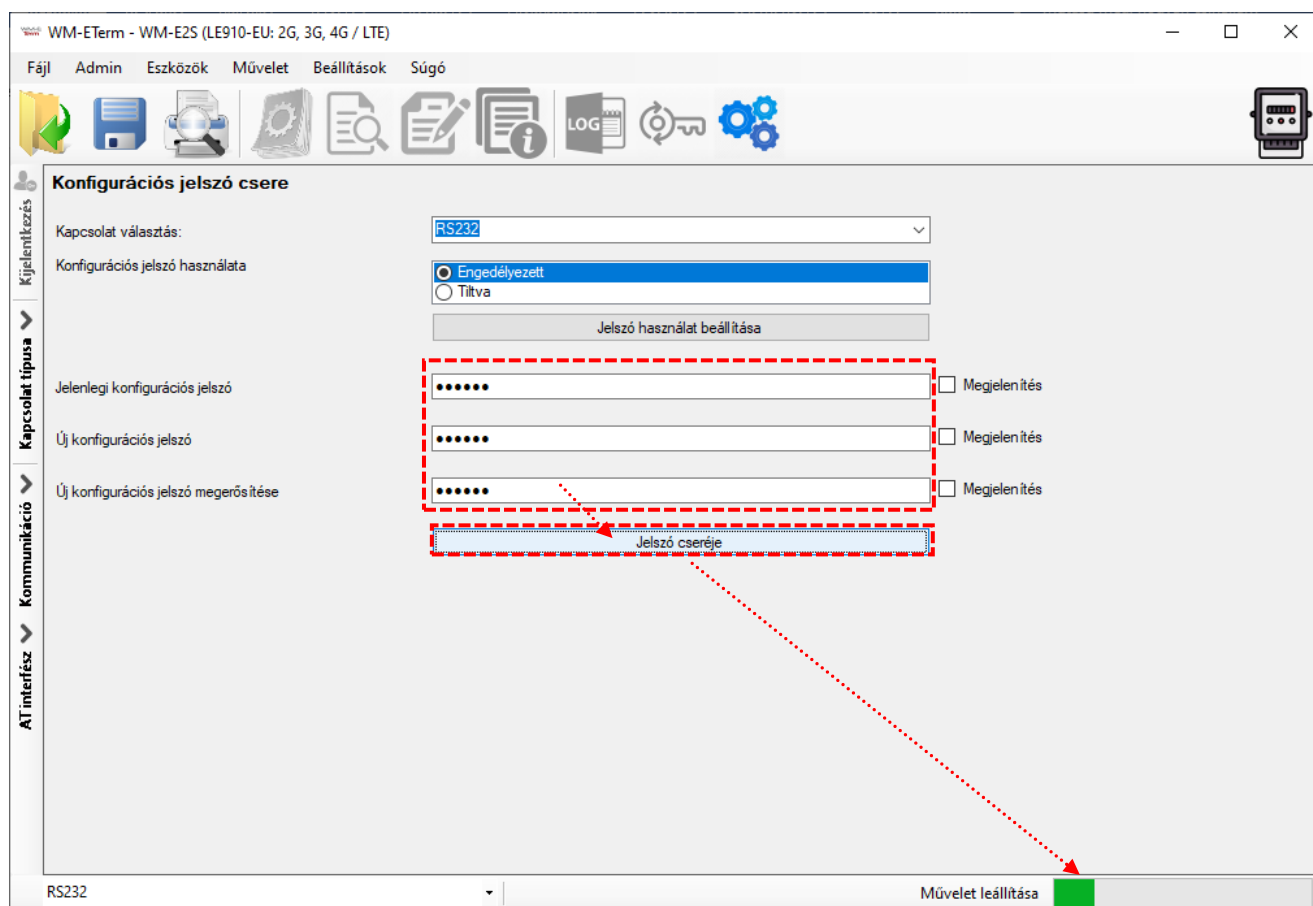 WM-ETerm - WM-E2S (LE910-EU: 2G, 3G, 4G / LTE)
Fájl Admin Eszközök Művelet Beállítások Súgó
LOG
Konfigurációs jelszó csere
Kijelentkezés
Kapcsolat típusa
Kommunikáció
AT interfész
Kapcsolat választás:
RS232
Konfigurációs jelszó használata
Engedélyezett
Tiltva
Jelszó használat beállítása
Jelenlegi konfigurációs jelszó
●●●●●●
Megjelenítés
Új konfigurációs jelszó
●●●●●●
Megjelenítés
Új konfigurációs jelszó megerősítése
●●●●●●
Megjelenítés
Jelszó cseréje
RS232
Művelet leállítása